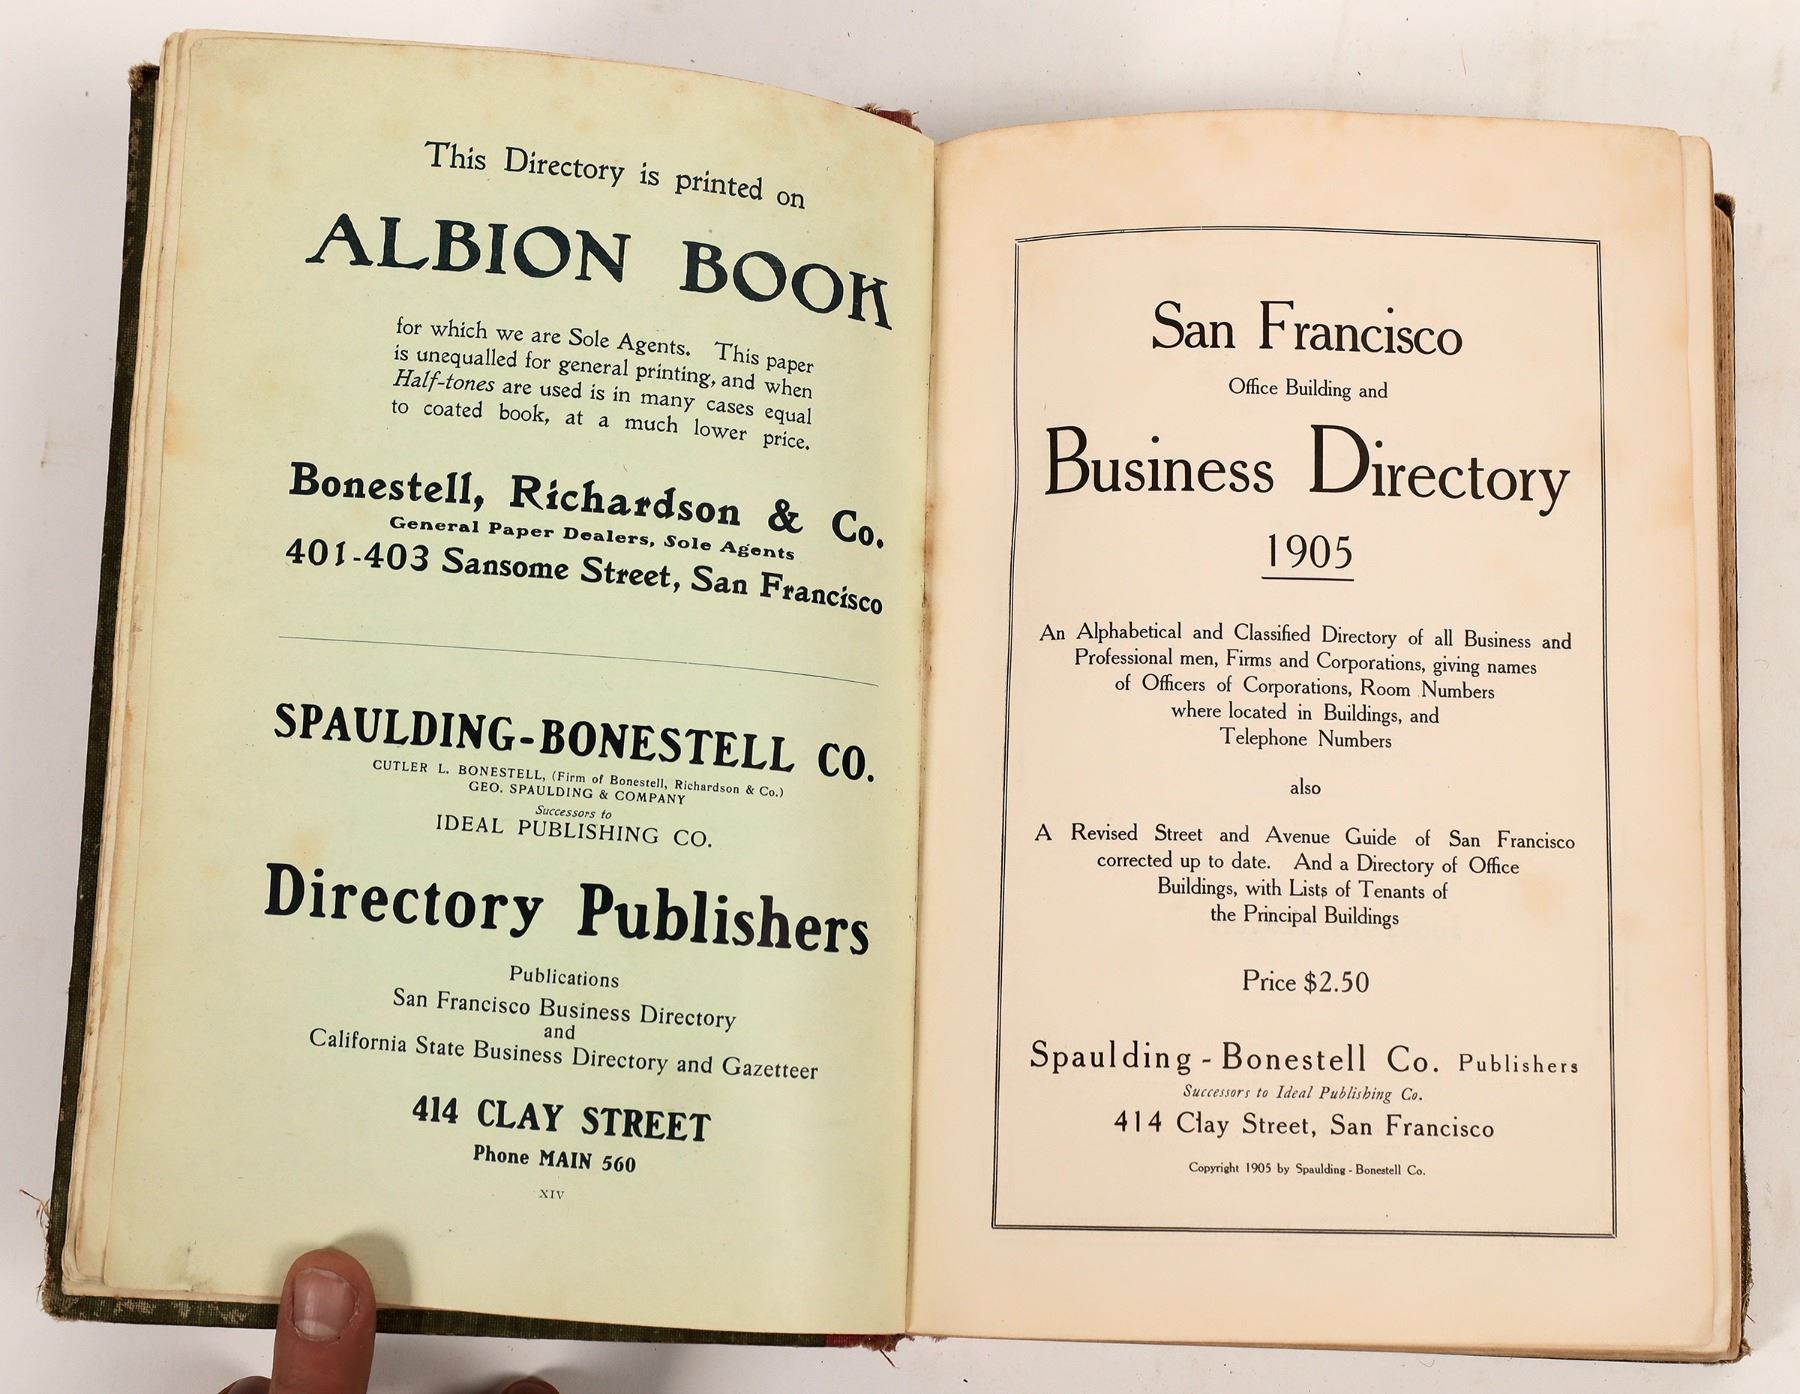 This Directory is printed on
ALBION BOOK
for which we are Sole Agents. This paper
is unequalled for general printing, and when
Half-tones are used is in many cases equal
to coated book, at a much lower price.
Bonestell, Richardson & Co.
General Paper Dealers, Sole Agents
401-403 Sansome Street, San Francisco
SPAULDING-BONESTELL CO.
CUTLER L. BONESTELL, (Firm of Bonestell, Richardson & Co.)
GEO. SPAULDING & COMPANY
Successors to
IDEAL PUBLISHING CO.
Directory Publishers
Publications
San Francisco Business Directory
and
California State Business Directory and Gazetteer
414 CLAY STREET
Phone MAIN 560
XIV
San Francisco
Office Building and
Business Directory
1905
An Alphabetical and Classified Directory of all Business and
Professional men, Firms and Corporations, giving names
of Officers of Corporations, Room Numbers
where located in Buildings, and
Telephone Numbers
also
A Revised Street and Avenue Guide of San Francisco
corrected up to date. And a Directory of Office
Buildings, with Lists of Tenants of
the Principal Buildings
Price $2.50
Spaulding - Bonestell Co. Publishers
Successors to Ideal Publishing Co.
414 Clay Street, San Francisco
Copyright 1905 by Spaulding - Bonestell Co.